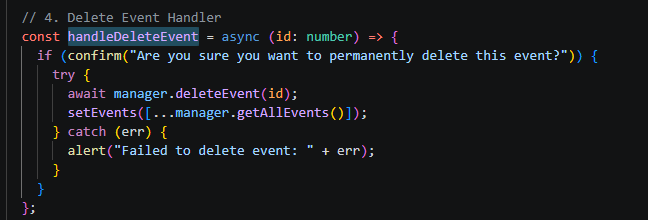 // 4. Delete Event Handler
const handleDeleteEvent = async (id: number) => {
if (confirm("Are you sure you want to permanently delete this event?")) {
try {
await manager.deleteEvent(id);
setEvents([...manager.getAllEvents()]);
} catch (err) {
alert("Failed to delete event: " + err);
}
}
};